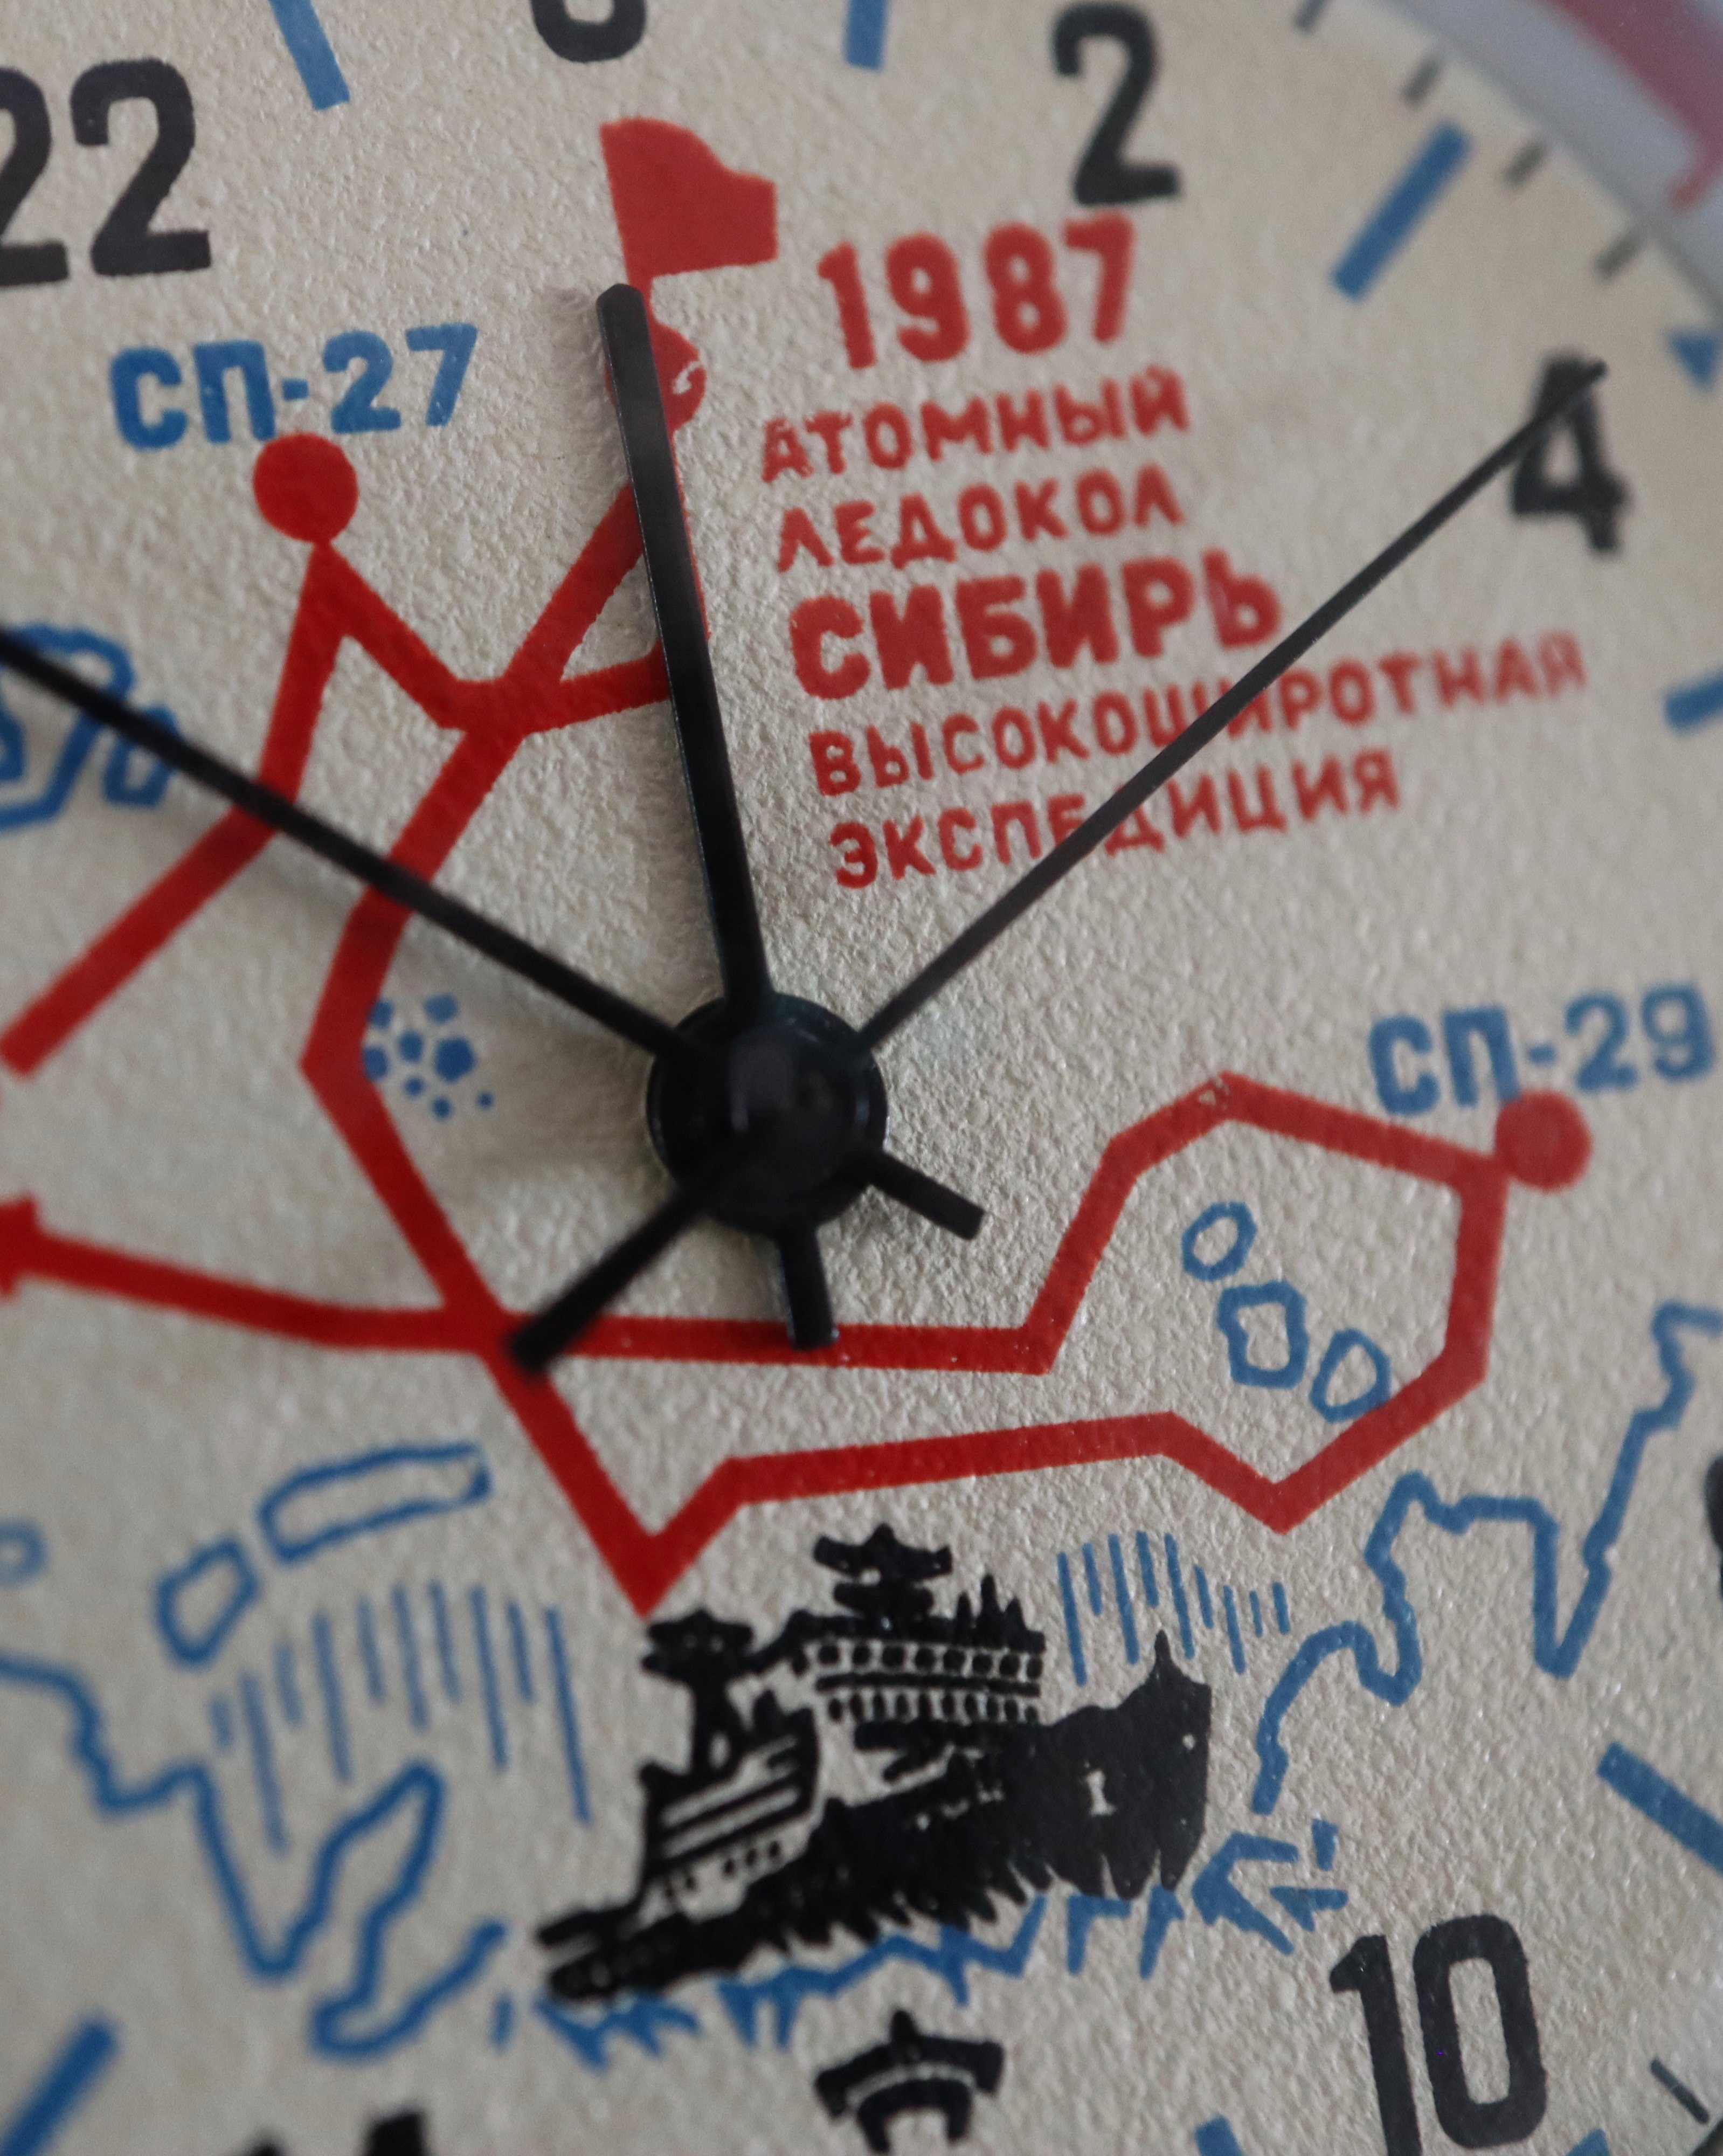 22
2
4
СП-27
1987
АТОМНЫЙ
ЛЕДОКОЛ
СИБИРЬ
ВЫСОКОШИРОТНАЯ
ЭКСПЕДИЦИЯ
СП-29
10